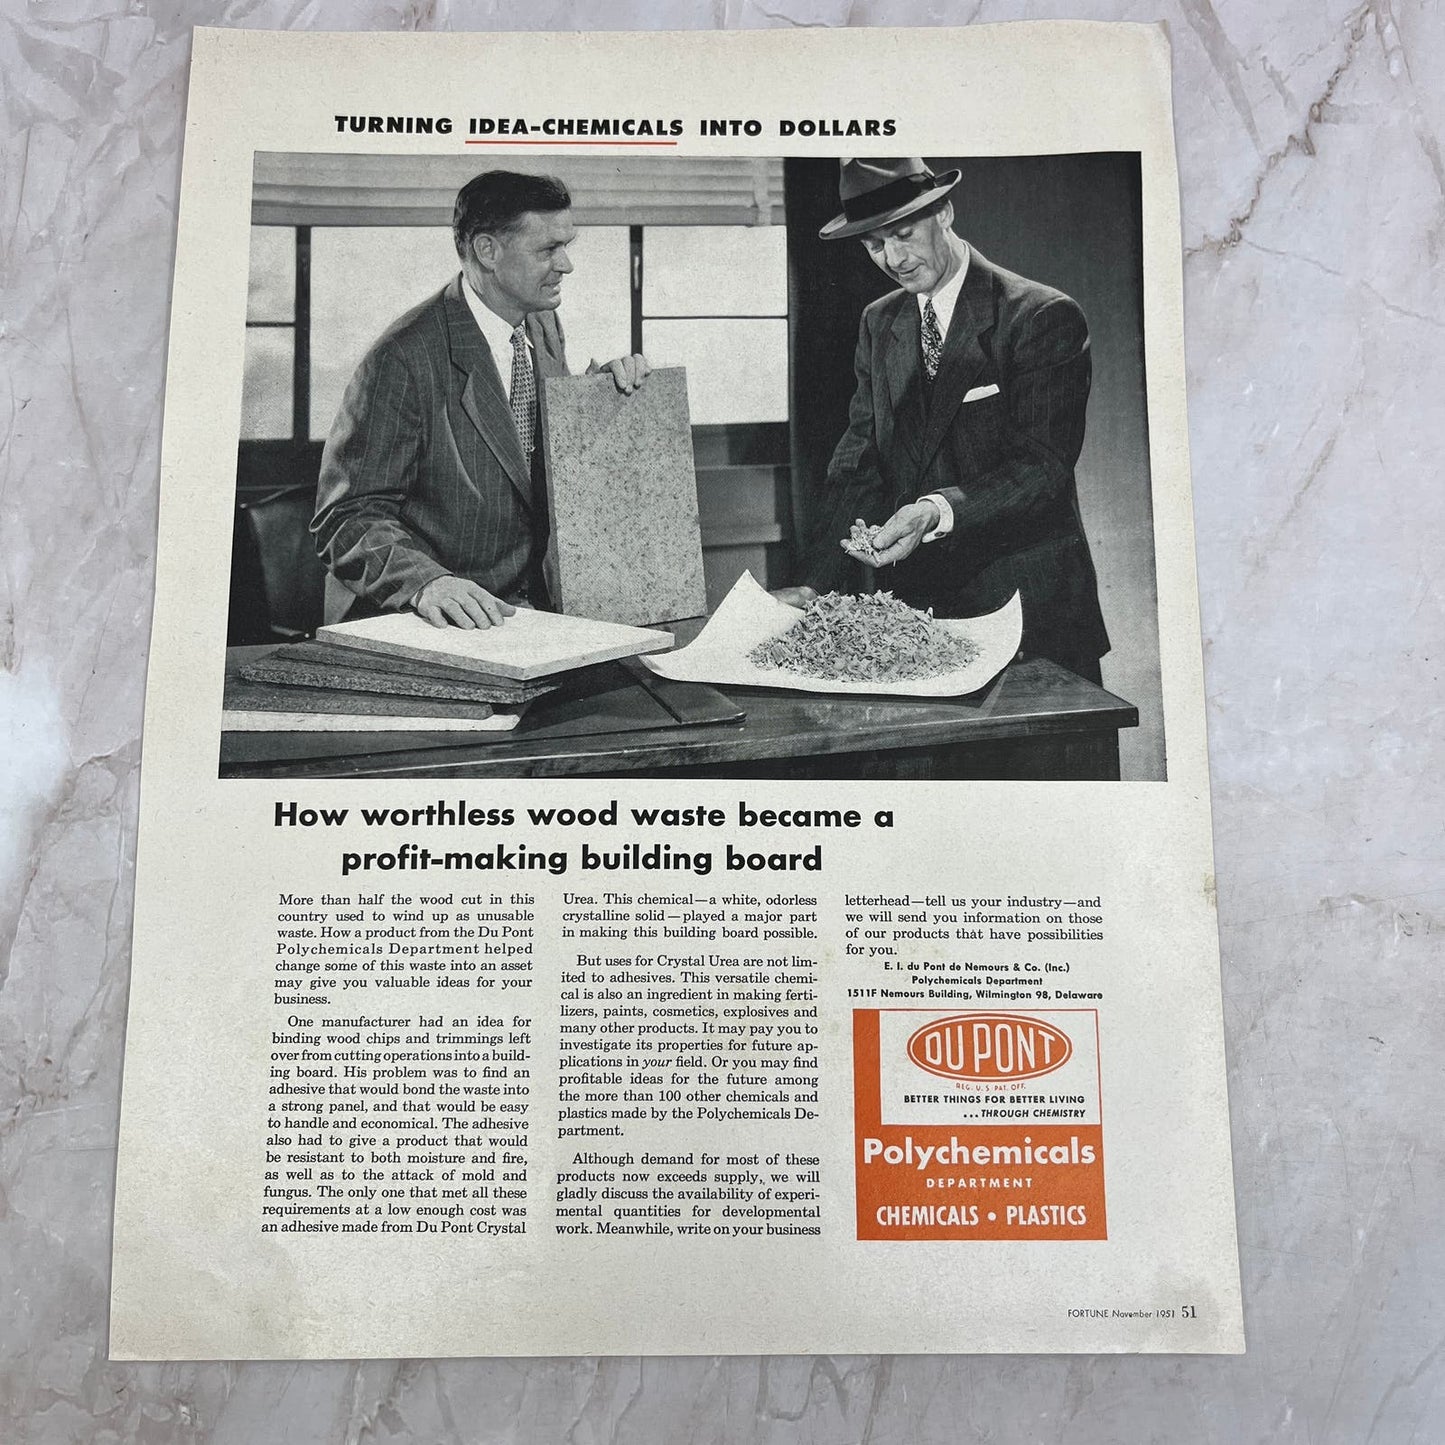 TURNING IDEA-CHEMICALS INTO DOLLARS
How worthless wood waste became a
profit-making building board
More than half the wood cut in this
country used to wind up as unusable
waste. How a product from the Du Pont
Polychemicals Department helped
change some of this waste into an asset
may give you valuable ideas for your
business.
One manufacturer had an idea for
binding wood chips and trimmings left
over from cutting operations into a build-
ing board. His problem was to find an
adhesive that would bond the waste into
a strong panel, and that would be easy
to handle and economical. The adhesive
also had to give a product that would
be resistant to both moisture and fire,
as well as to the attack of mold and
fungus. The only one that met all these
requirements at a low enough cost was
an adhesive made from Du Pont Crystal
Urea. This chemical—a white, odorless
crystalline solid—played a major part
in making this building board possible.
But uses for Crystal Urea are not lim-
ited to adhesives. This versatile chemi-
cal is also an ingredient in making ferti-
lizers, paints, cosmetics, explosives and
many other products. It may pay you to
investigate its properties for future ap-
plications in your field. Or you may find
profitable ideas for the future among
the more than 100 other chemicals and
plastics made by the Polychemicals De-
partment.
Although demand for most of these
products now exceeds supply, we will
gladly discuss the availability of experi-
mental quantities for developmental
work. Meanwhile, write on your business
letterhead—tell us your industry—and
we will send you information on those
of our products that have possibilities
for you.
E. I. du Pont de Nemours & Co. (Inc.)
Polychemicals Department
1511F Nemours Building, Wilmington 98, Delaware
DU PONT
REG. U. S. PAT. OFF.
BETTER THINGS FOR BETTER LIVING
...THROUGH CHEMISTRY
Polychemicals
DEPARTMENT
CHEMICALS • PLASTICS
FORTUNE November 1951 51